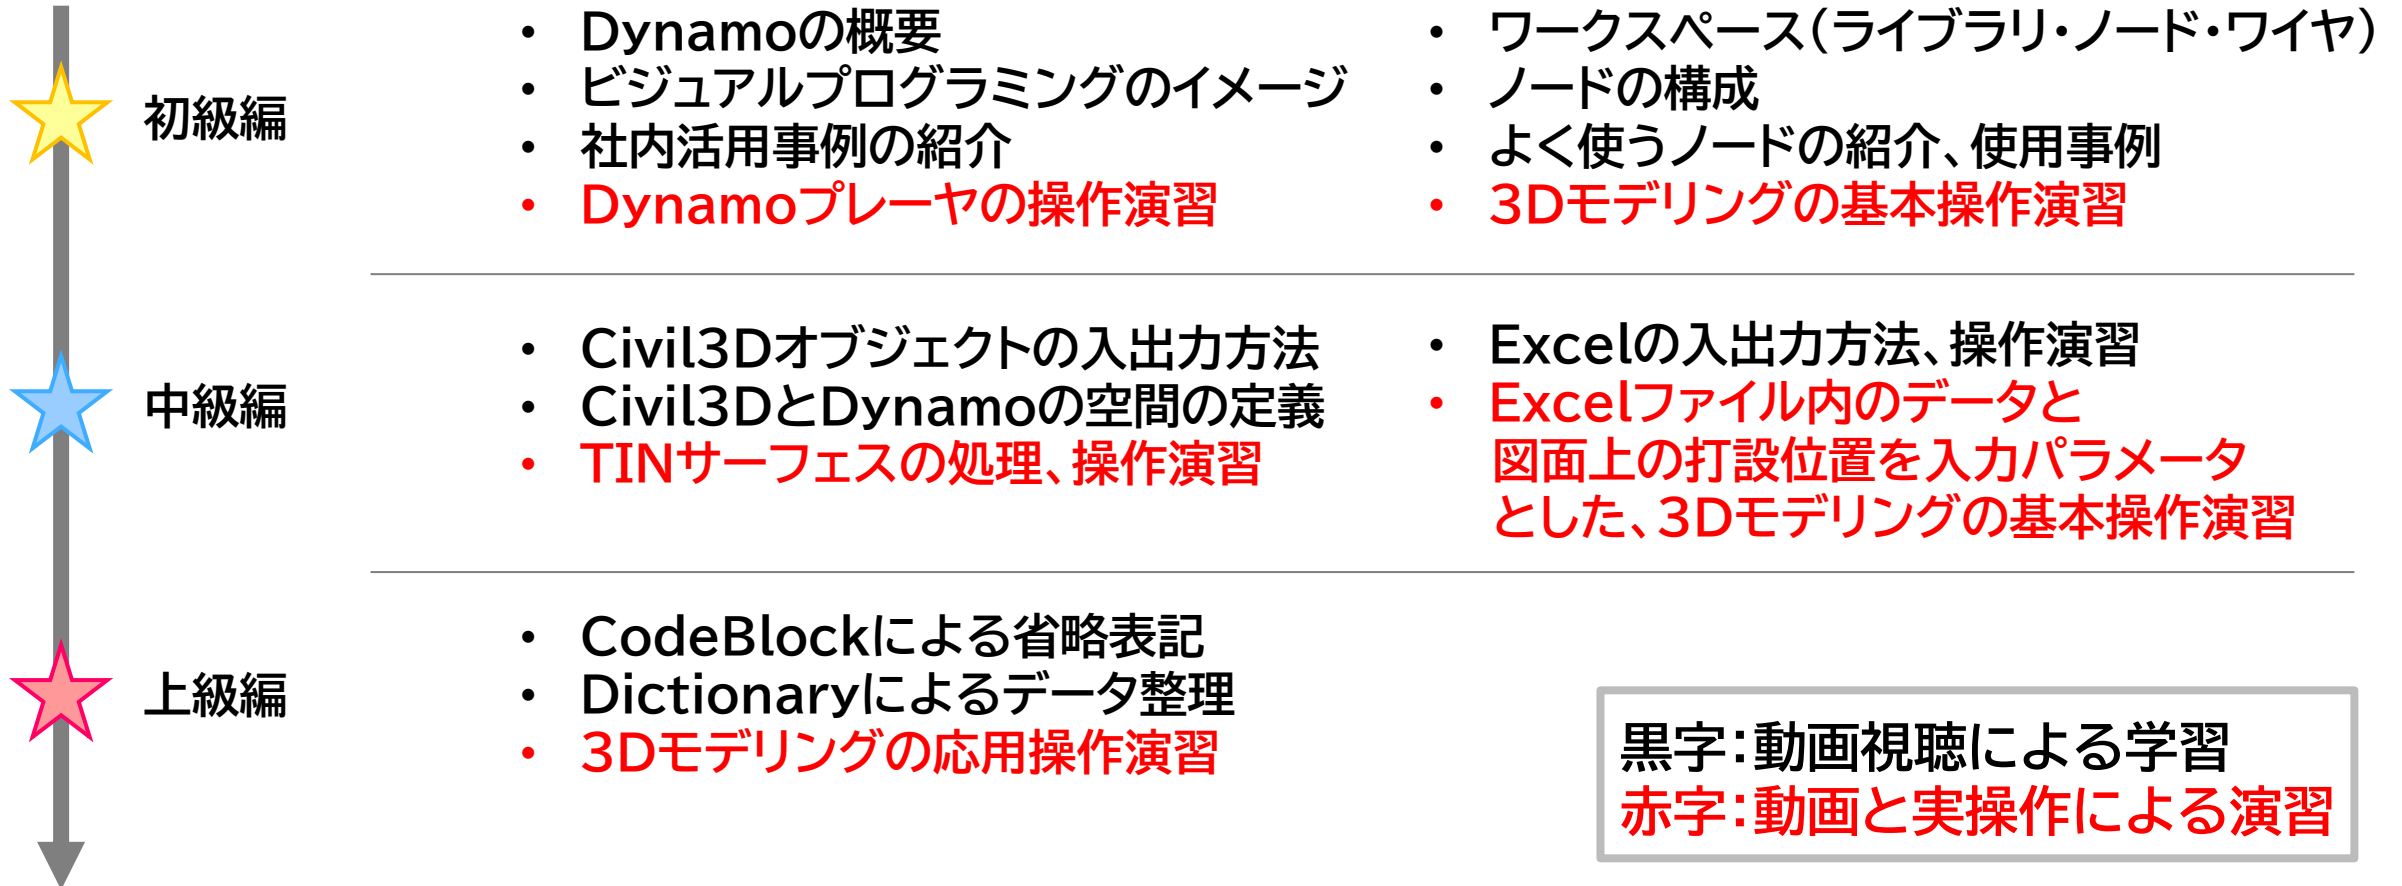 初級編
• Dynamoの概要
• ビジュアルプログラミングのイメージ
• 社内活用事例の紹介
• Dynamoプレーヤの操作演習
• ワークスペース(ライブラリ・ノード・ワイヤ)
• ノードの構成
• よく使うノードの紹介、使用事例
• 3Dモデリングの基本操作演習
中級編
• Civil3Dオブジェクトの入出力方法
• Civil3DとDynamoの空間の定義
• TINサーフェスの処理、操作演習
• Excelの入出力方法、操作演習
• Excelファイル内のデータと
図面上の打設位置を入力パラメータ
とした、3Dモデリングの基本操作演習
上級編
• CodeBlockによる省略表記
• Dictionaryによるデータ整理
• 3Dモデリングの応用操作演習
黒字:動画視聴による学習
赤字:動画と実操作による演習